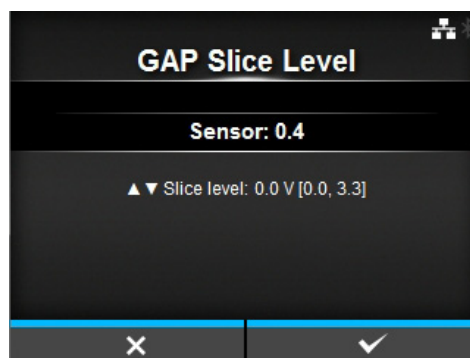 GAP Slice Level
Sensor: 0.4
▲▼ Slice level: 0.0 V [0.0, 3.3]